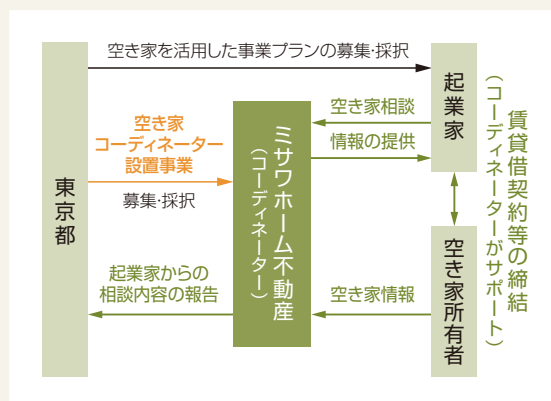 空き家を活用した事業プランの募集・採択
東京都
空き家
コーディネーター
設置事業
募集・採択
起業家からの
相談内容の報告
ミサワホーム不動産
（コーディネーター）
空き家相談
情報の提供
空き家情報
起業家
空き家所有者
賃貸借契約等の締結
（コーディネーターがサポート）